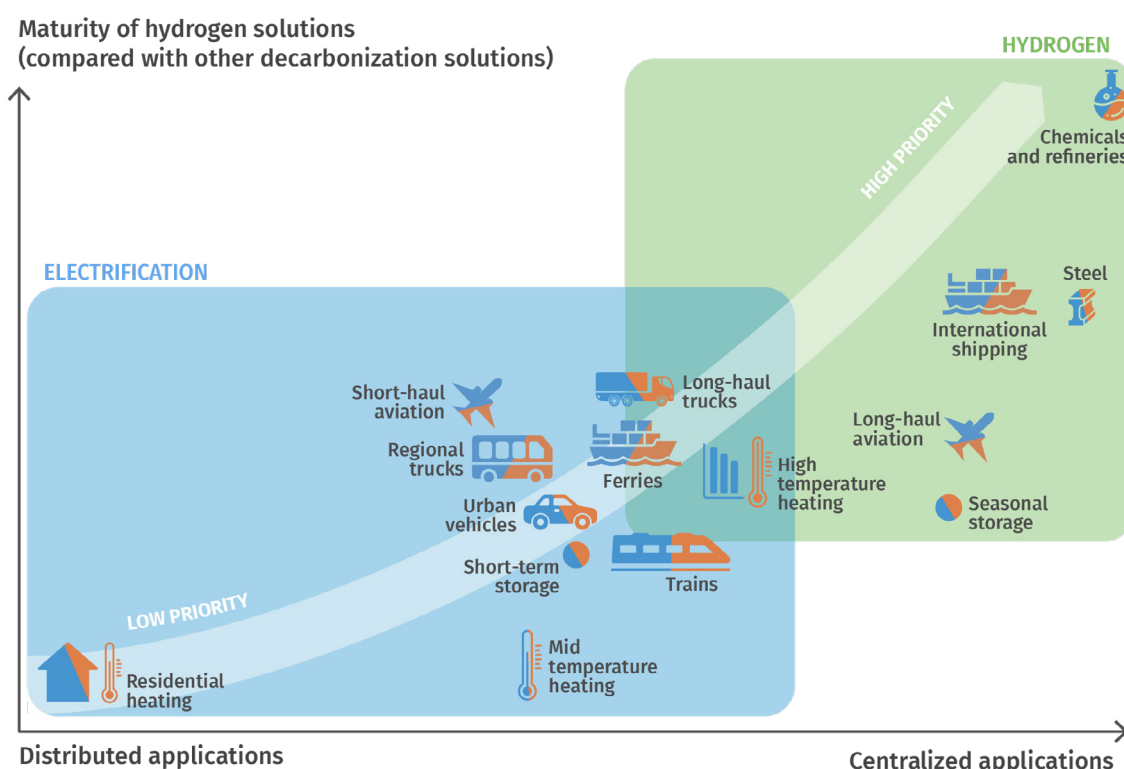 Maturity of hydrogen solutions
(compared with other decarbonization solutions)
HYDROGEN
Chemicals
and refineries
HIGH PRIORITY
ELECTRIFICATION
Steel
International
shipping
Short-haul
aviation
Long-haul
trucks
Long-haul
aviation
Regional
trucks
Ferries
High
temperature
heating
Urban
vehicles
Seasonal
storage
Short-term
storage
Trains
LOW PRIORITY
Mid
temperature
heating
Residential
heating
Distributed applications
Centralized applications